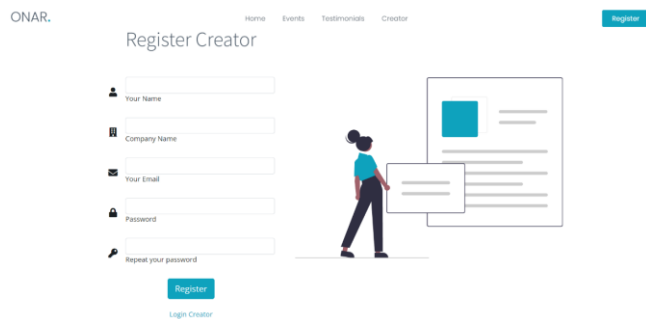 ONAR.
Home Events Testimonials Creator
Register
Register Creator
Your Name
Company Name
Your Email
Password
Repeat your password
Register
Login Creator